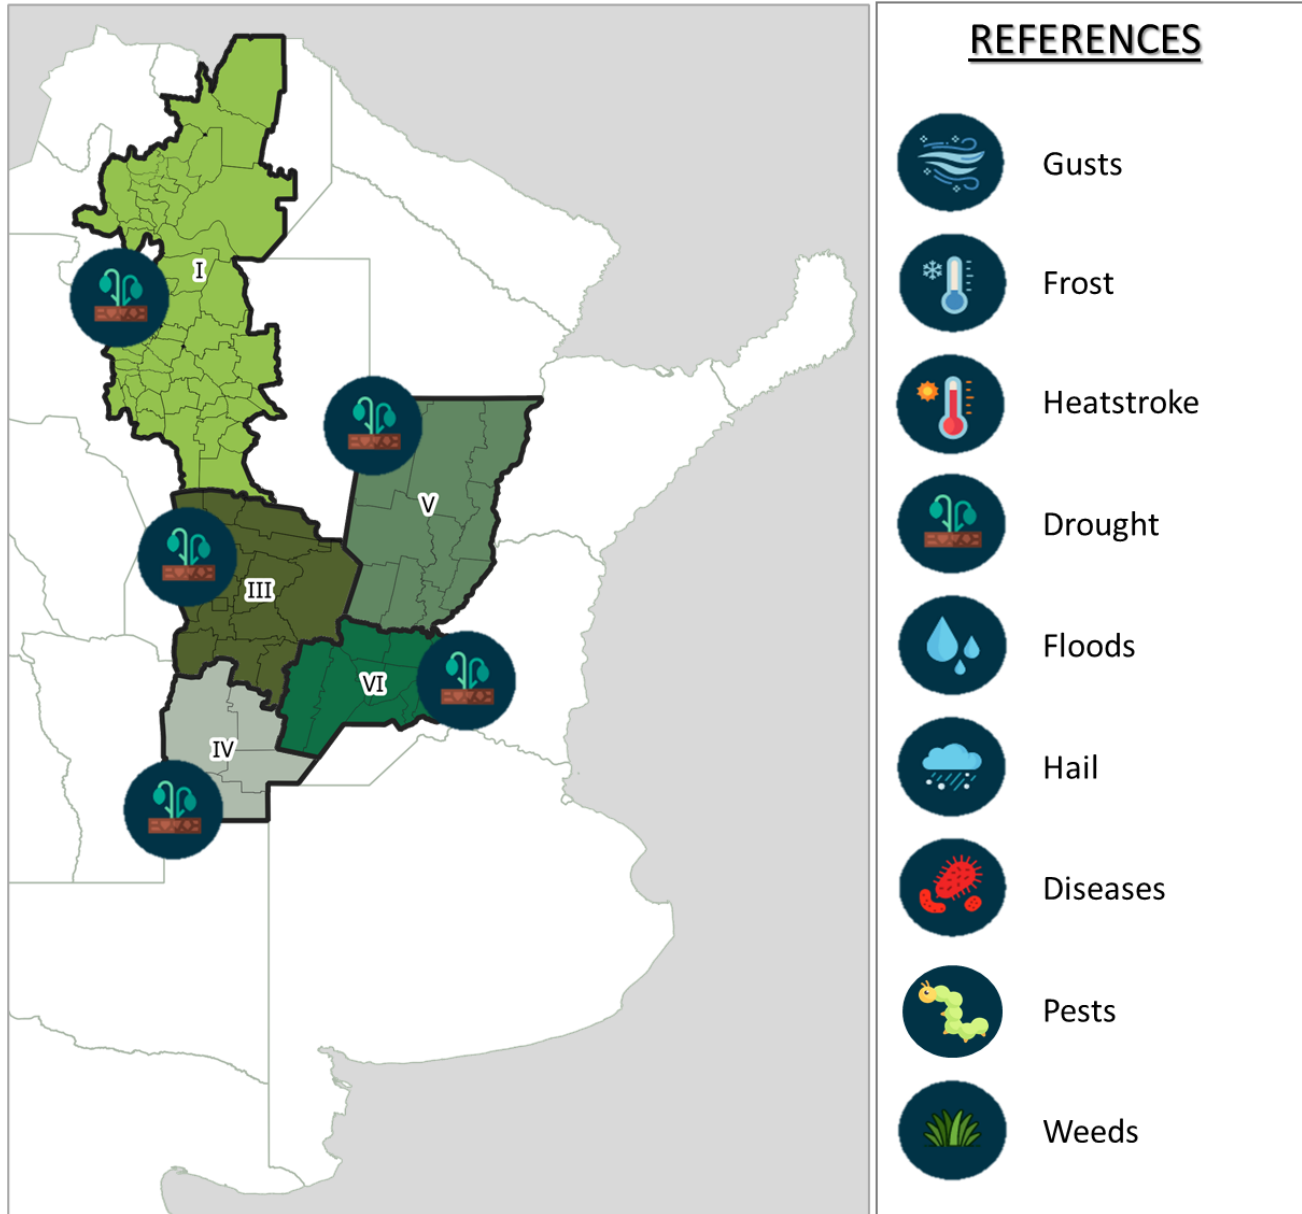 REFERENCES
Gusts
Frost
Heatstroke
Drought
Floods
Hail
Diseases
Pests
Weeds
I
V
III
VI
IV